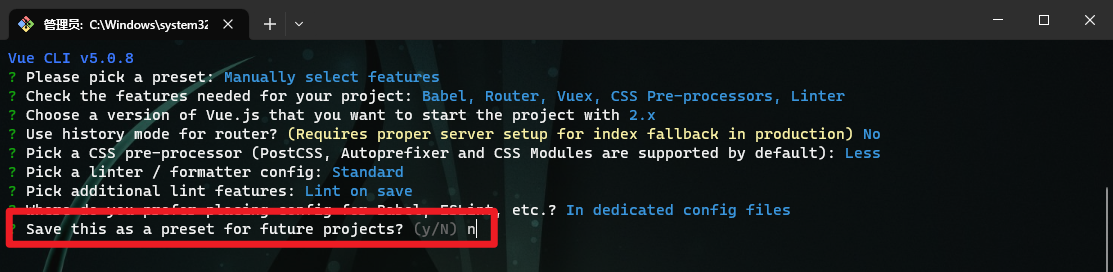 管理员: C:\Windows\system32
Vue CLI v5.0.8
? Please pick a preset: Manually select features
? Check the features needed for your project: Babel, Router, Vuex, CSS Pre-processors, Linter
? Choose a version of Vue.js that you want to start the project with 2.x
? Use history mode for router? (Requires proper server setup for index fallback in production) No
? Pick a CSS pre-processor (PostCSS, Autoprefixer and CSS Modules are supported by default): Less
? Pick a linter / formatter config: Standard
? Pick additional lint features: Lint on save
? Where do you prefer placing config for Babel, ESLint, etc.? In dedicated config files
? Save this as a preset for future projects? (y/N) n